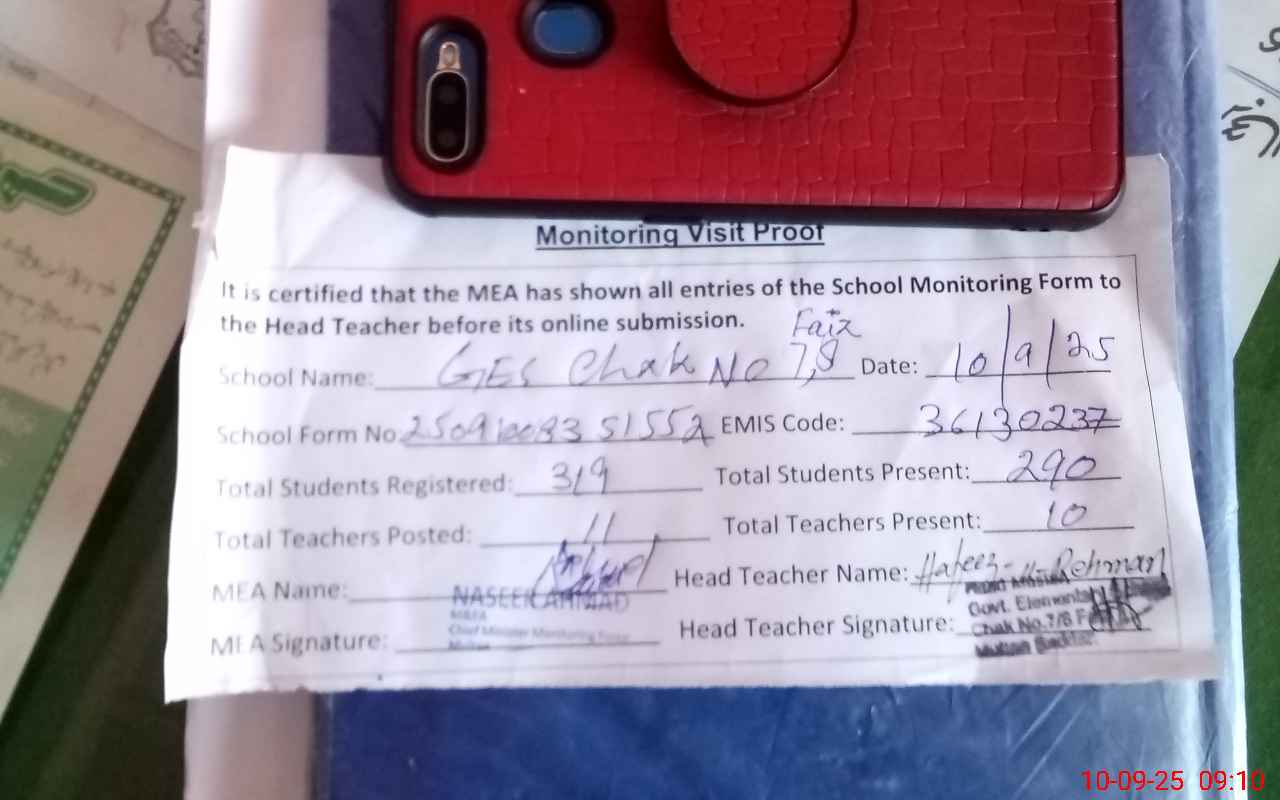 Monitoring Visit Proof
It is certified that the MEA has shown all entries of the School Monitoring Form to
the Head Teacher before its online submission.
Faiz
School Name: GES Chak No 7,8 Date: 10/9/25
School Form No EMIS Code: 36130237
Total Students Registered: 319 Total Students Present: 290
Total Teachers Posted: 11 Total Teachers Present: 10
MEA Name: Head Teacher Name: Hafeez-u-Rehman
NASEER AHMAD
MEA Signature: Head Teacher Signature:
Chief Minister Monitoring Force
Govt. Elementa
Chak No.7/8 F
10-09-25 09:10